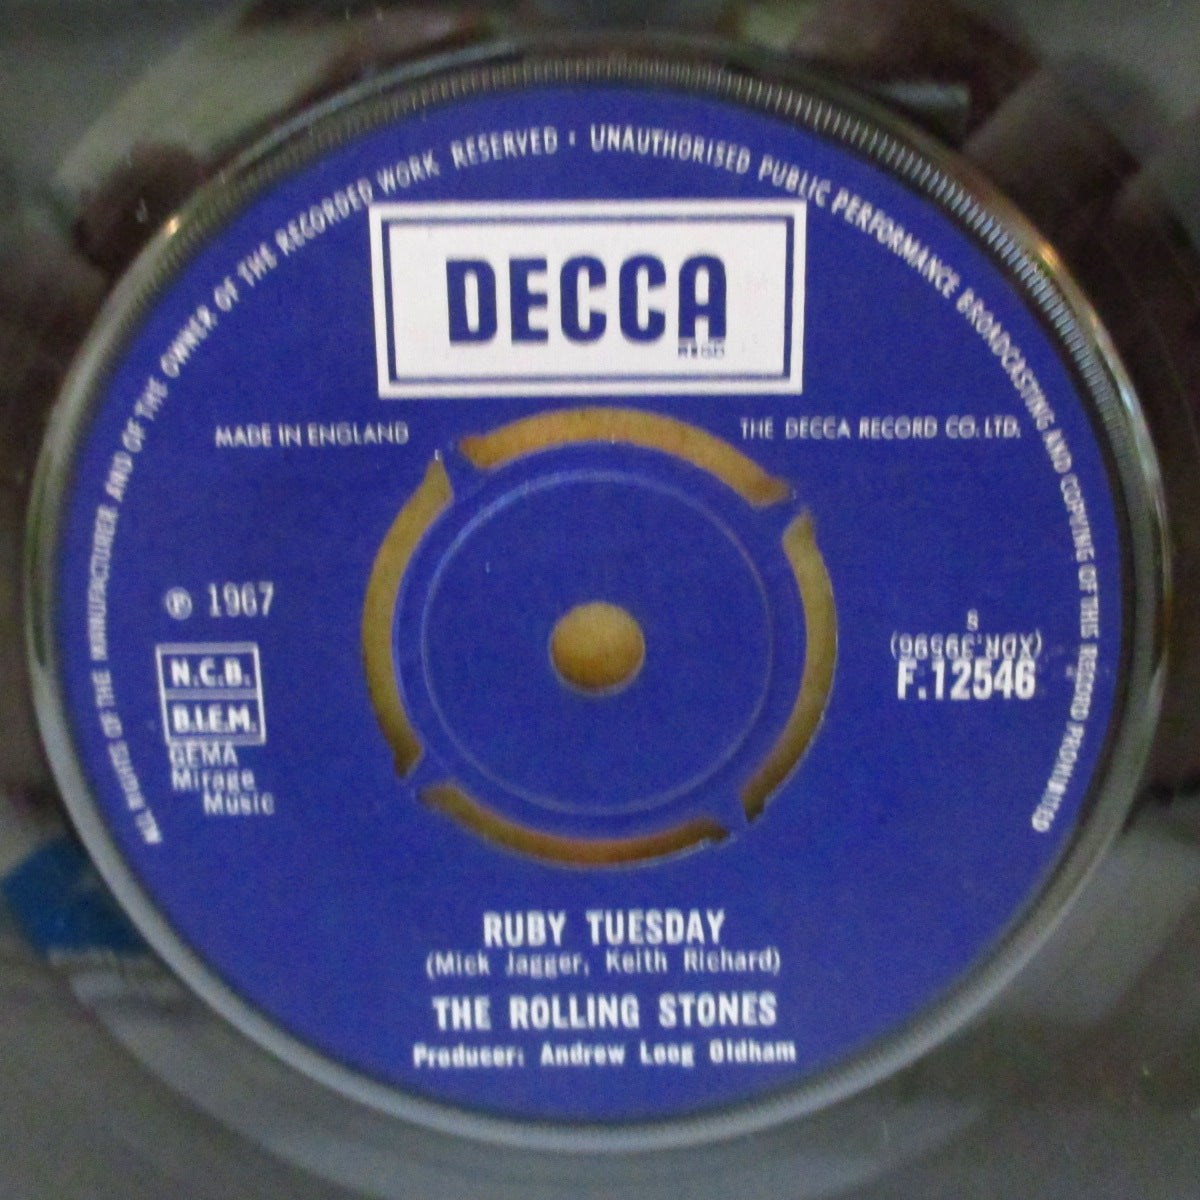 ALL RIGHTS OF THE MANUFACTURER AND OF THE OWNER OF THE RECORDED WORK RESERVED · UNAUTHORISED PUBLIC PERFORMANCE BROADCASTING AND COPYING OF THIS RECORD PROHIBITED
DECCA
REGD
MADE IN ENGLAND
THE DECCA RECORD CO. LTD.
℗ 1967
N.C.B.
B.I.E.M.
GEMA
Mirage
Music
S
(XDR.39596)
F.12546
RUBY TUESDAY
(Mick Jagger, Keith Richard)
THE ROLLING STONES
Producer: Andrew Loog Oldham